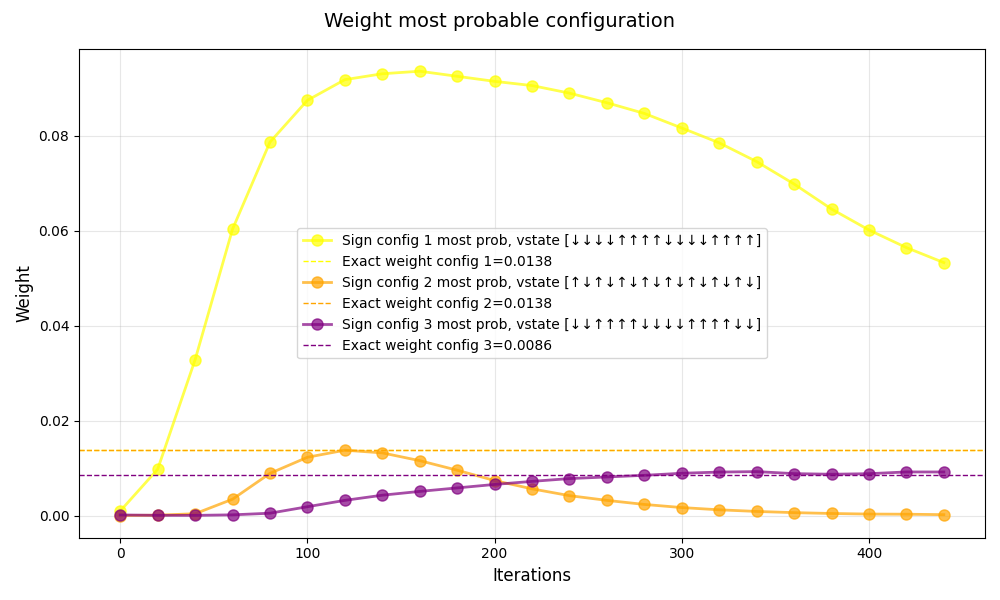 Weight most probable configuration
Weight
0.08
0.06
0.04
0.02
0.00
Sign config 1 most prob, vstate [↓↓↓↓↑↑↑↑↓↓↓↓↑↑↑↑]
Exact weight config 1=0.0138
Sign config 2 most prob, vstate [↑↓↑↓↑↓↑↓↑↓↑↓↑↓↑↓]
Exact weight config 2=0.0138
Sign config 3 most prob, vstate [↓↓↑↑↑↑↓↓↓↓↑↑↑↑↓↓]
Exact weight config 3=0.0086
0 100 200 300 400
Iterations